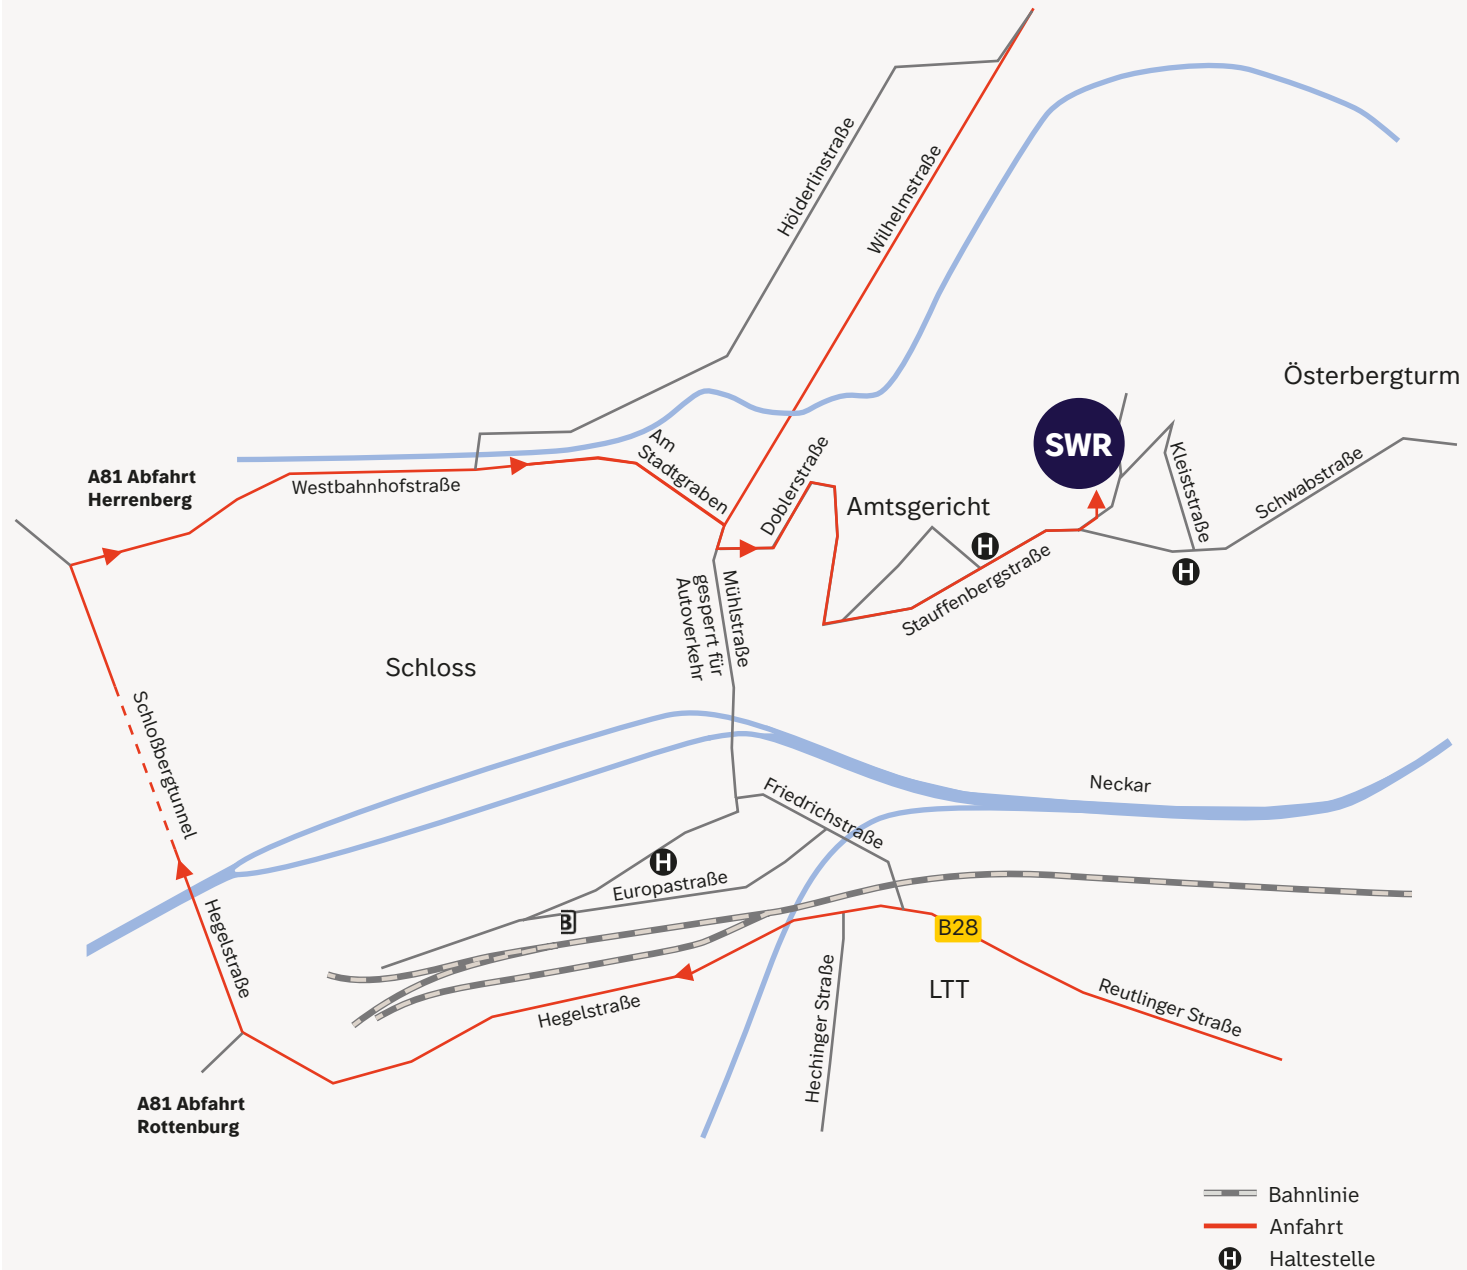 Hölderlinstraße
Wilhelmstraße
Österbergturm
SWR
Am
Stadtgraben
Doblerstraße
Kleiststraße
Schwabstraße
A81 Abfahrt
Herrenberg
Westbahnhofstraße
Amtsgericht
H
Stauffenbergstraße
H
Mühlstraße
gesperrt für
Autoverkehr
Schloss
Schloßbergtunnel
Neckar
Friedrichstraße
H
Europastraße
B
Hegelstraße
B28
Hegelstraße
Hechinger Straße
LTT
Reutlinger Straße
A81 Abfahrt
Rottenburg
Bahnlinie
Anfahrt
H Haltestelle